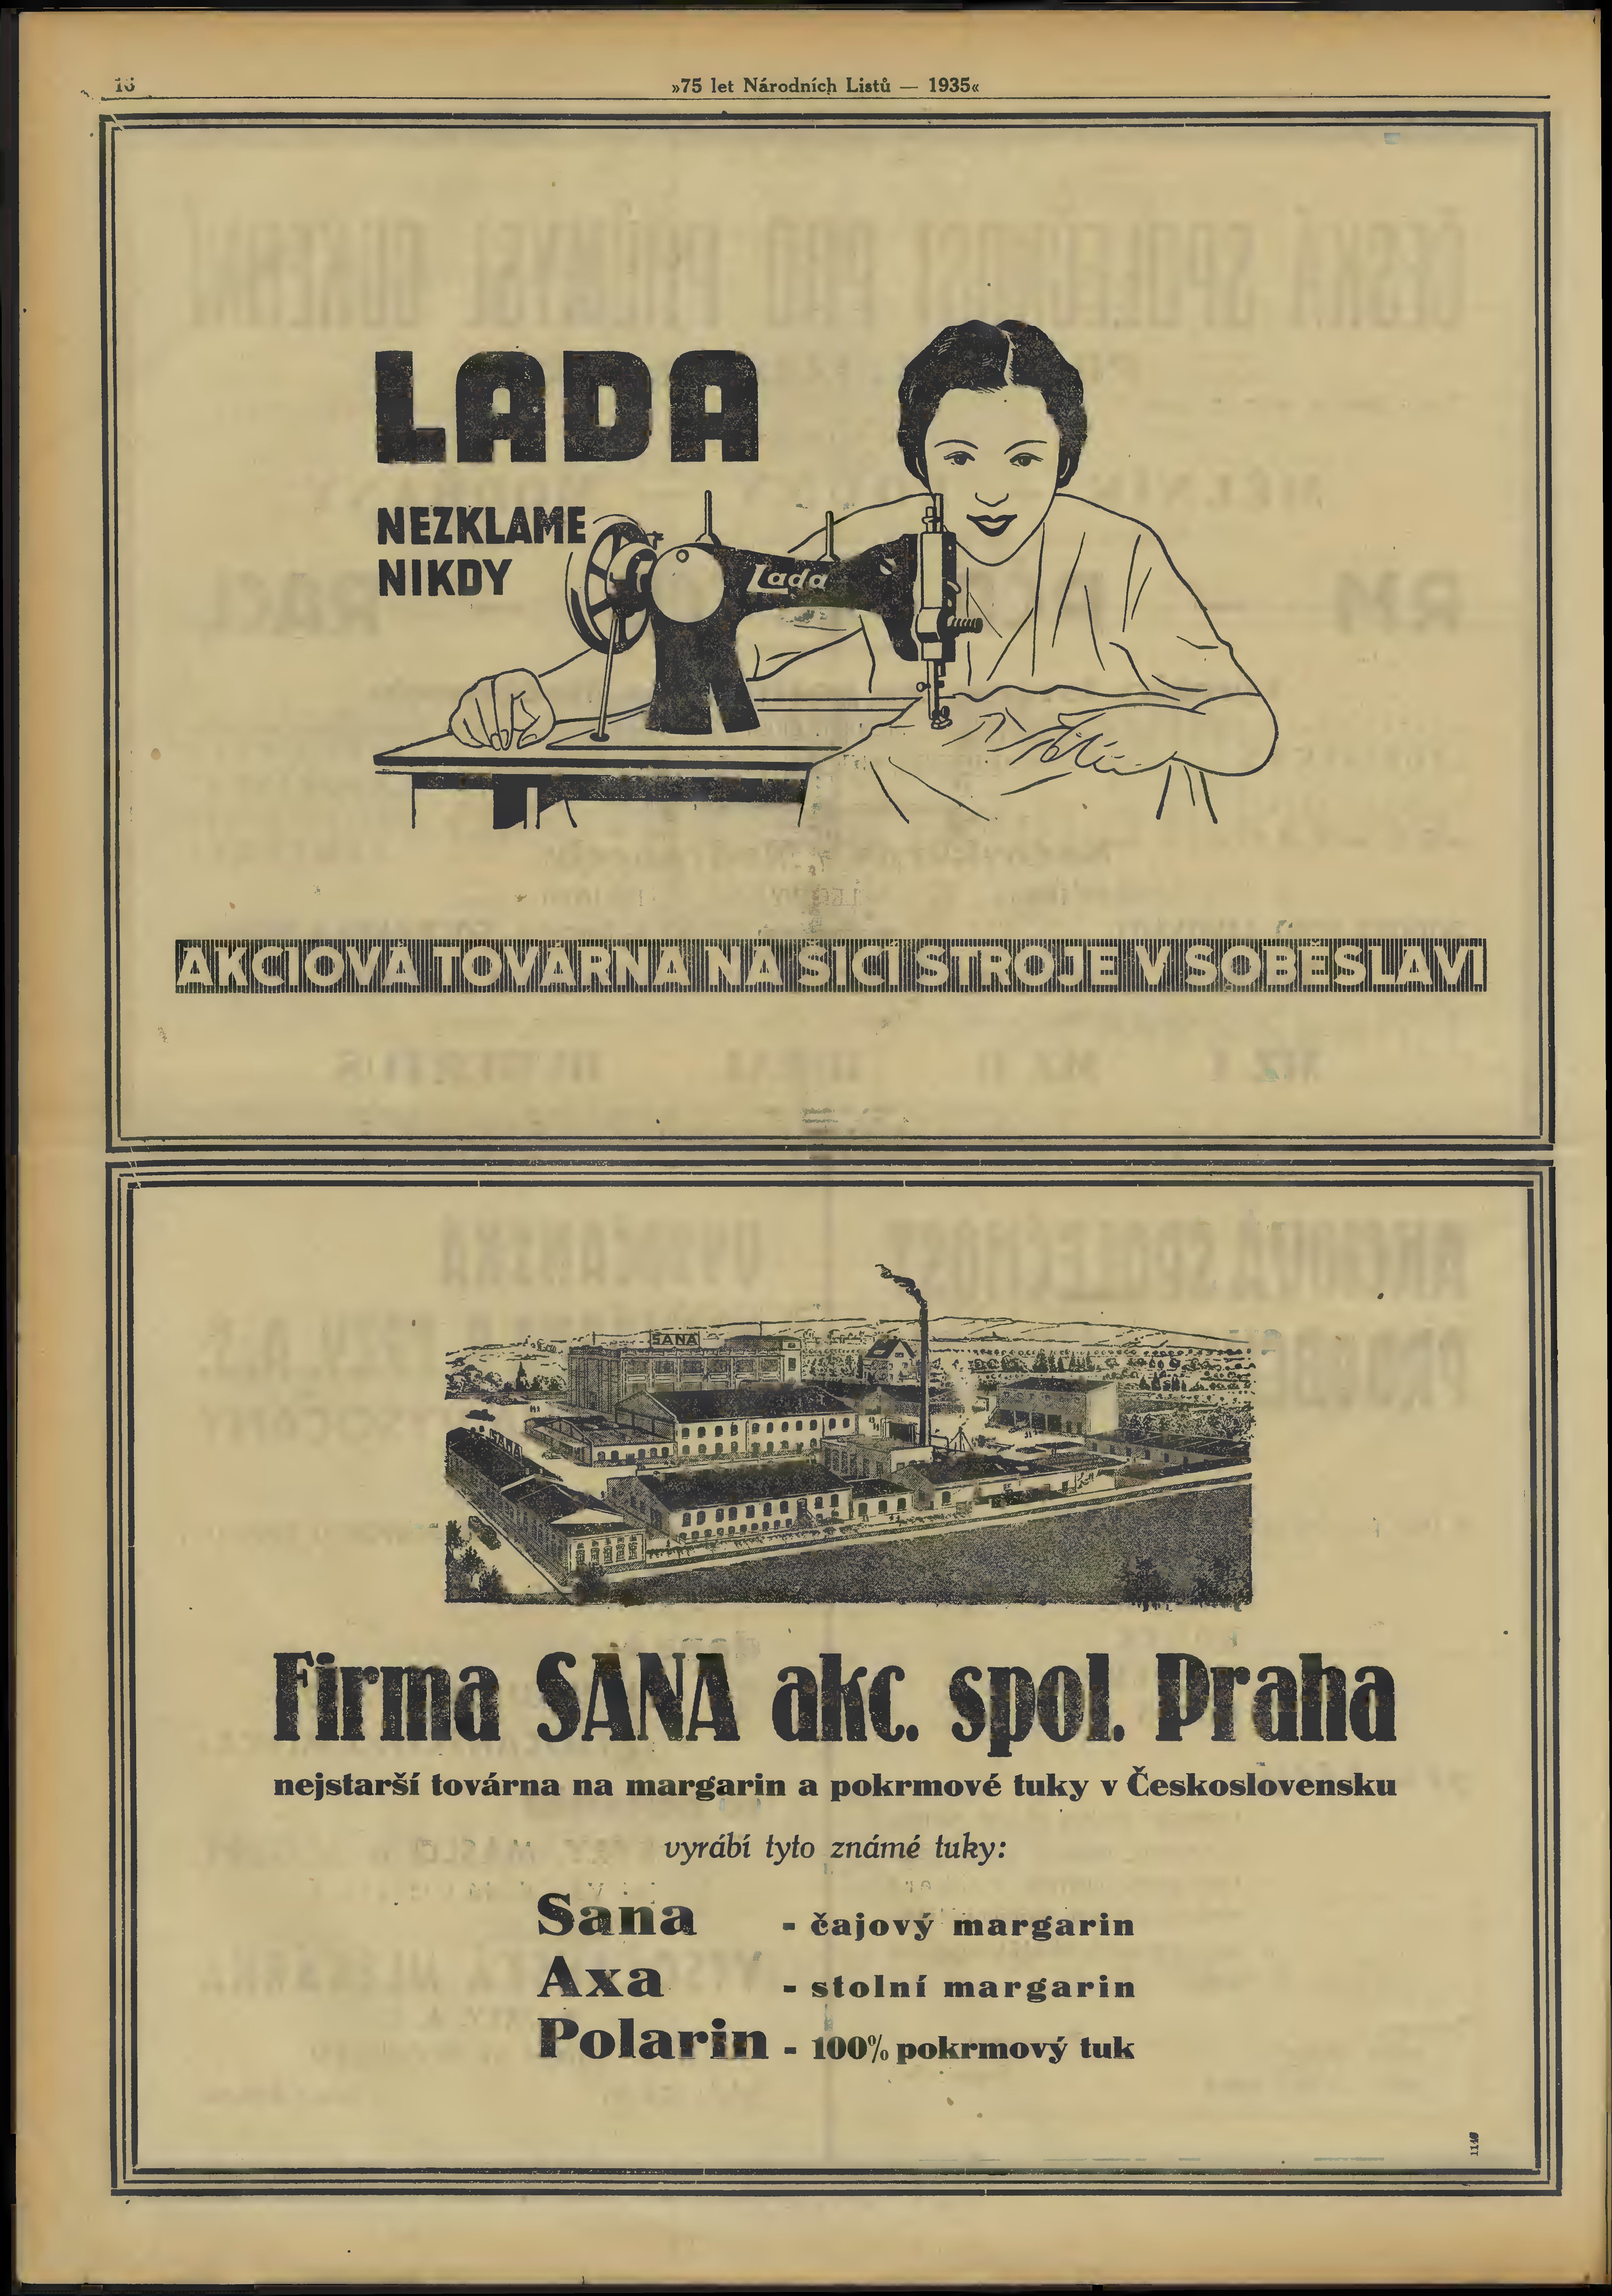 16
»75 let Národních Listů — 1935«
LADA
NEZKLAME
NIKDY
Lada
AKCIOVÁ TOVÁRNA NA ŠICÍ STROJE V SOBĚSLAVI
SANA
SANA
Firma SANA akc. spol. Praha
nejstarší továrna na margarin a pokrmové tuky v Československu
vyrábí tyto známé tuky:
Sana - čajový margarin
Axa - stolní margarin
Polarin - 100% pokrmový tuk
1140